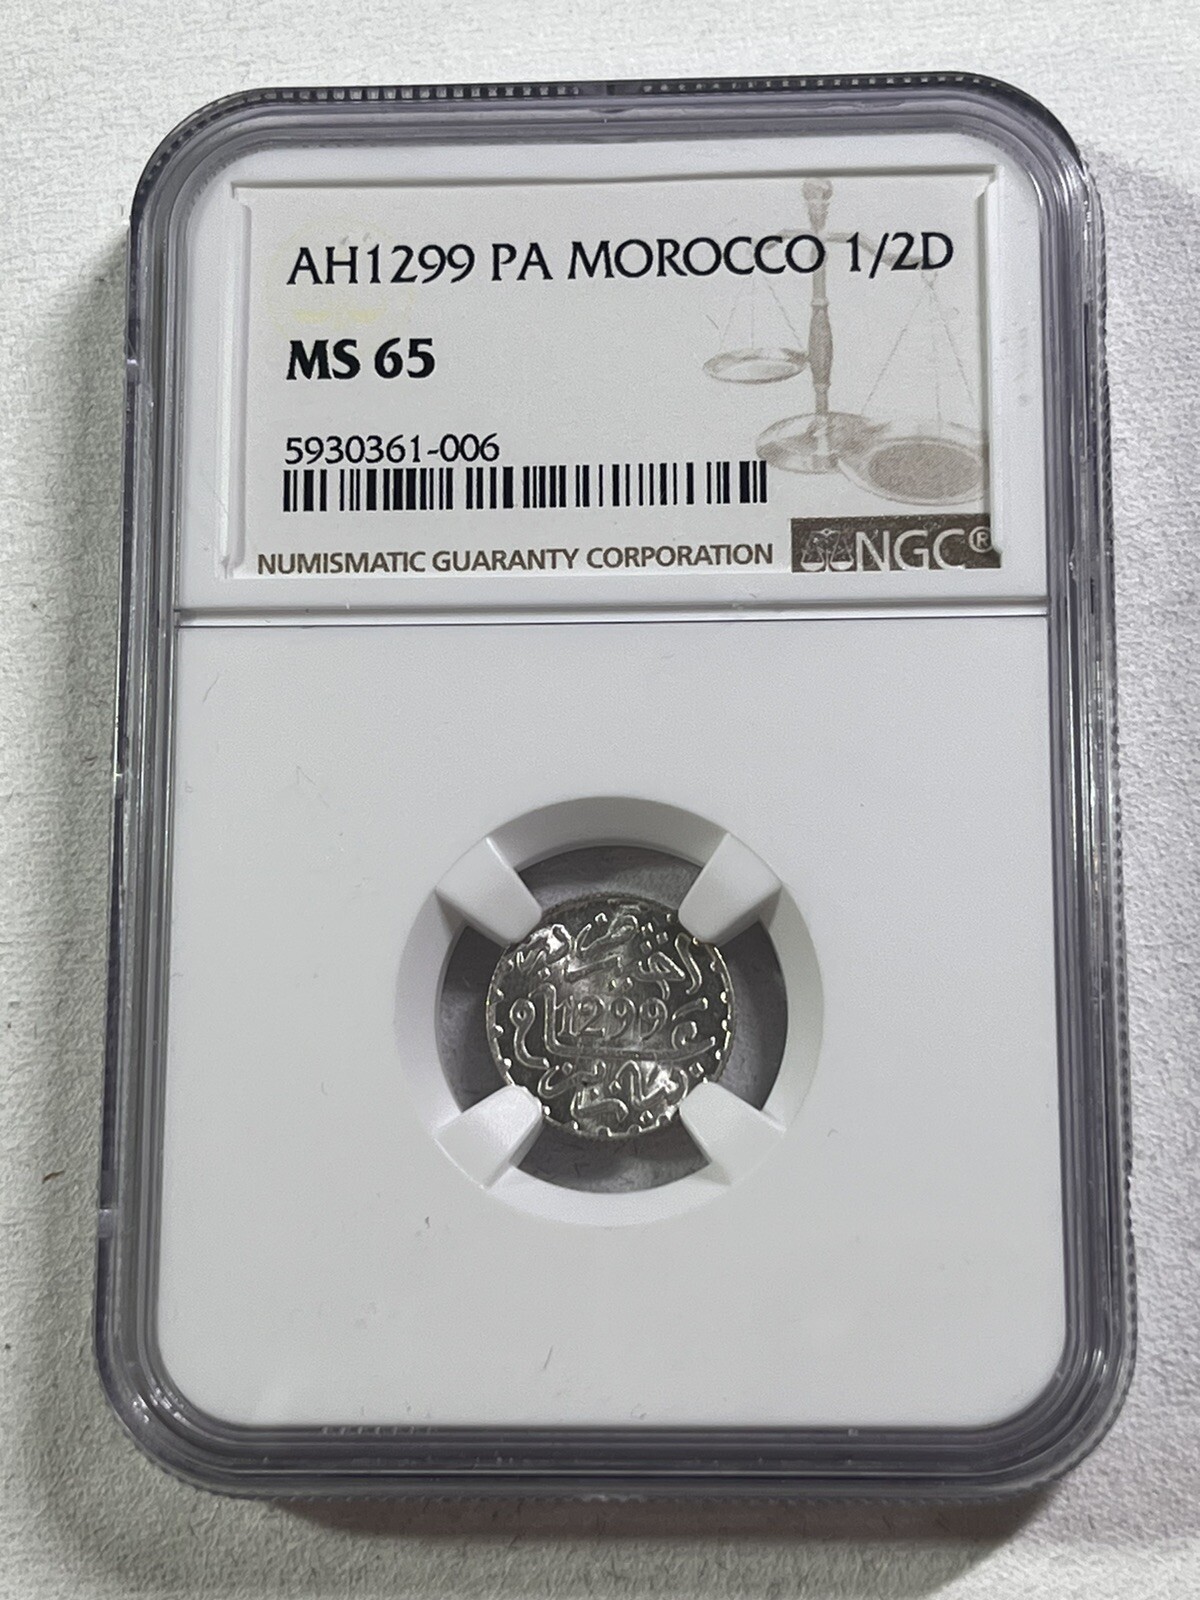 AH1299 PA MOROCCO 1/2D
MS 65
5930361-006
NUMISMATIC GUARANTY CORPORATION NGC®
1299